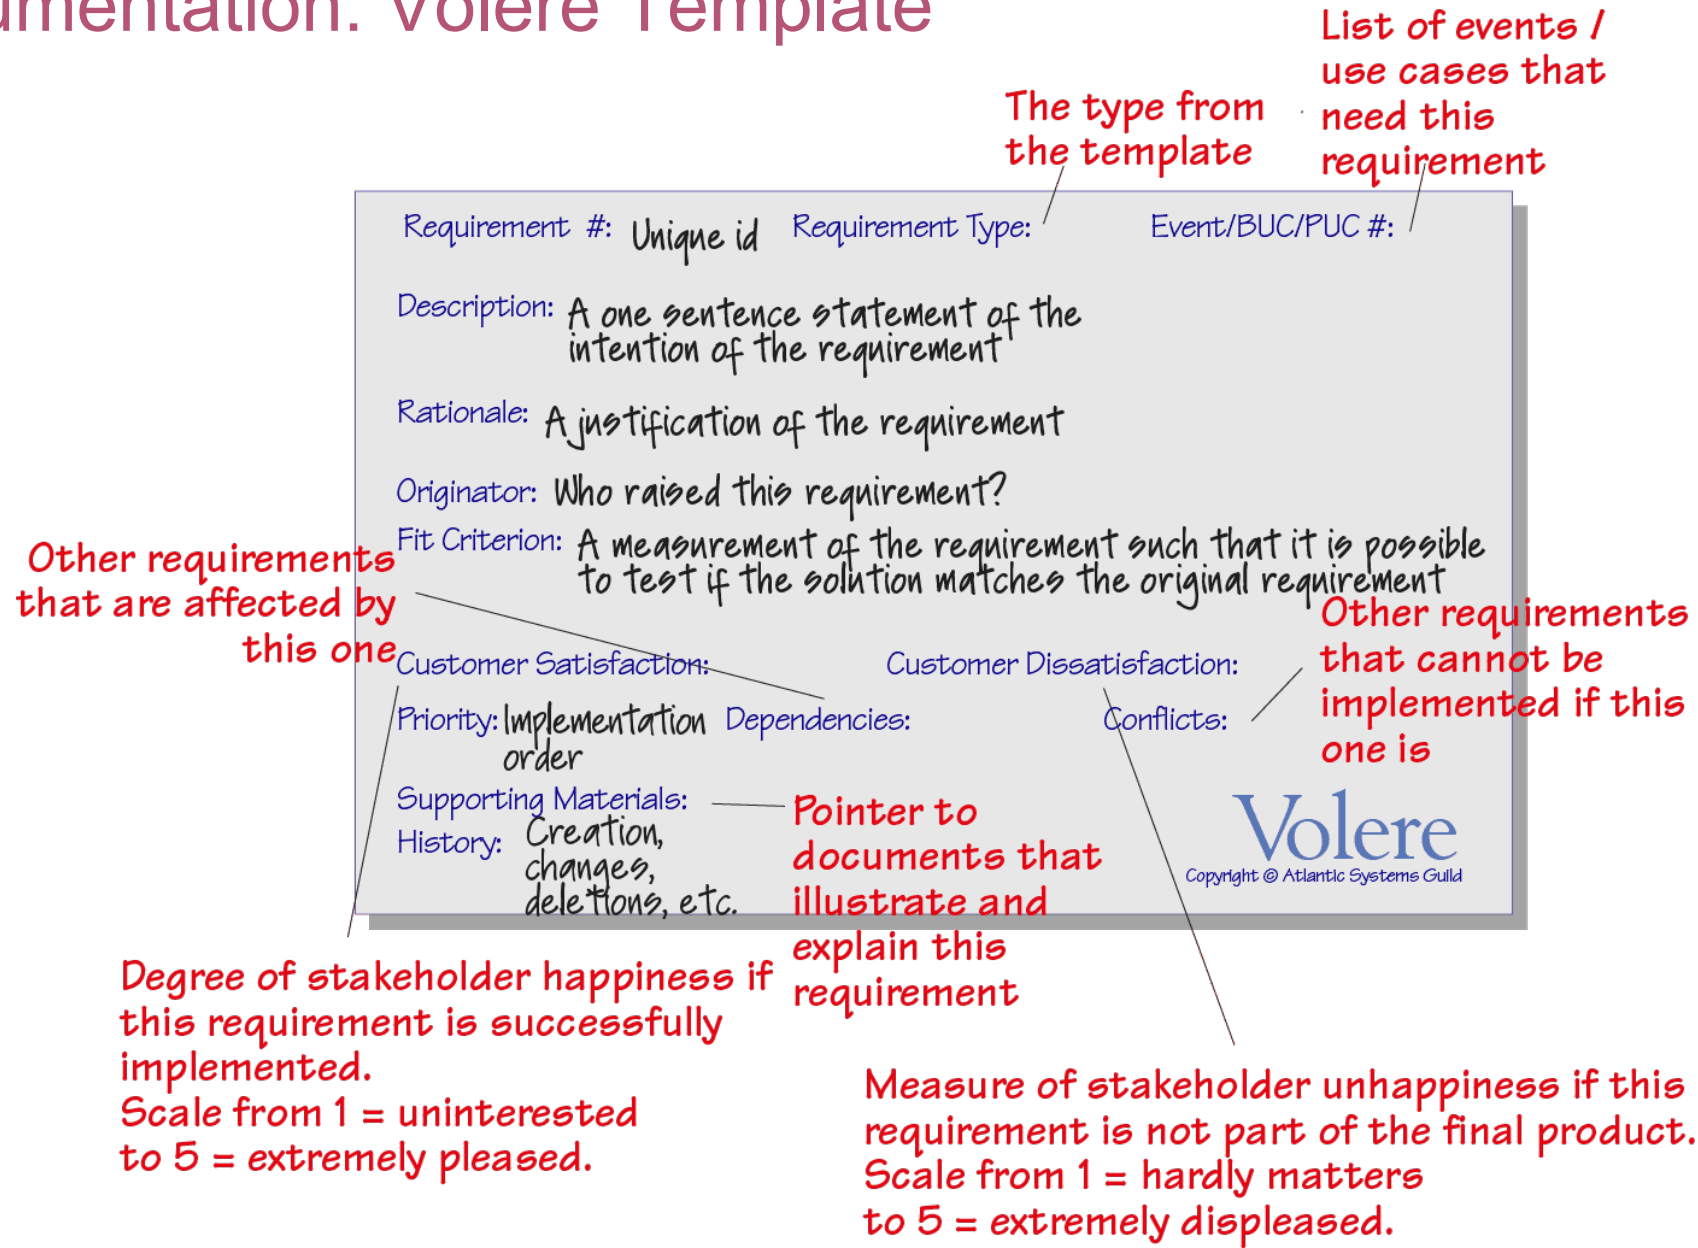 umentation: Volere Template
List of events /
use cases that
need this
requirement
The type from
the template
Requirement #: Unique id Requirement Type: Event/BUC/PUC #:
Description: A one sentence statement of the
intention of the requirement
Rationale: A justification of the requirement
Originator: Who raised this requirement?
Fit Criterion: A measurement of the requirement such that it is possible
to test if the solution matches the original requirement
Other requirements
that are affected by
this one
Other requirements
that cannot be
implemented if this
one is
Customer Satisfaction: Customer Dissatisfaction:
Priority: Implementation
order
Dependencies: Conflicts:
Supporting Materials:
Pointer to
documents that
illustrate and
explain this
requirement
History: Creation,
changes,
deletions, etc.
Volere
Copyright © Atlantic Systems Guild
Degree of stakeholder happiness if
this requirement is successfully
implemented.
Scale from 1 = uninterested
to 5 = extremely pleased.
Measure of stakeholder unhappiness if this
requirement is not part of the final product.
Scale from 1 = hardly matters
to 5 = extremely displeased.